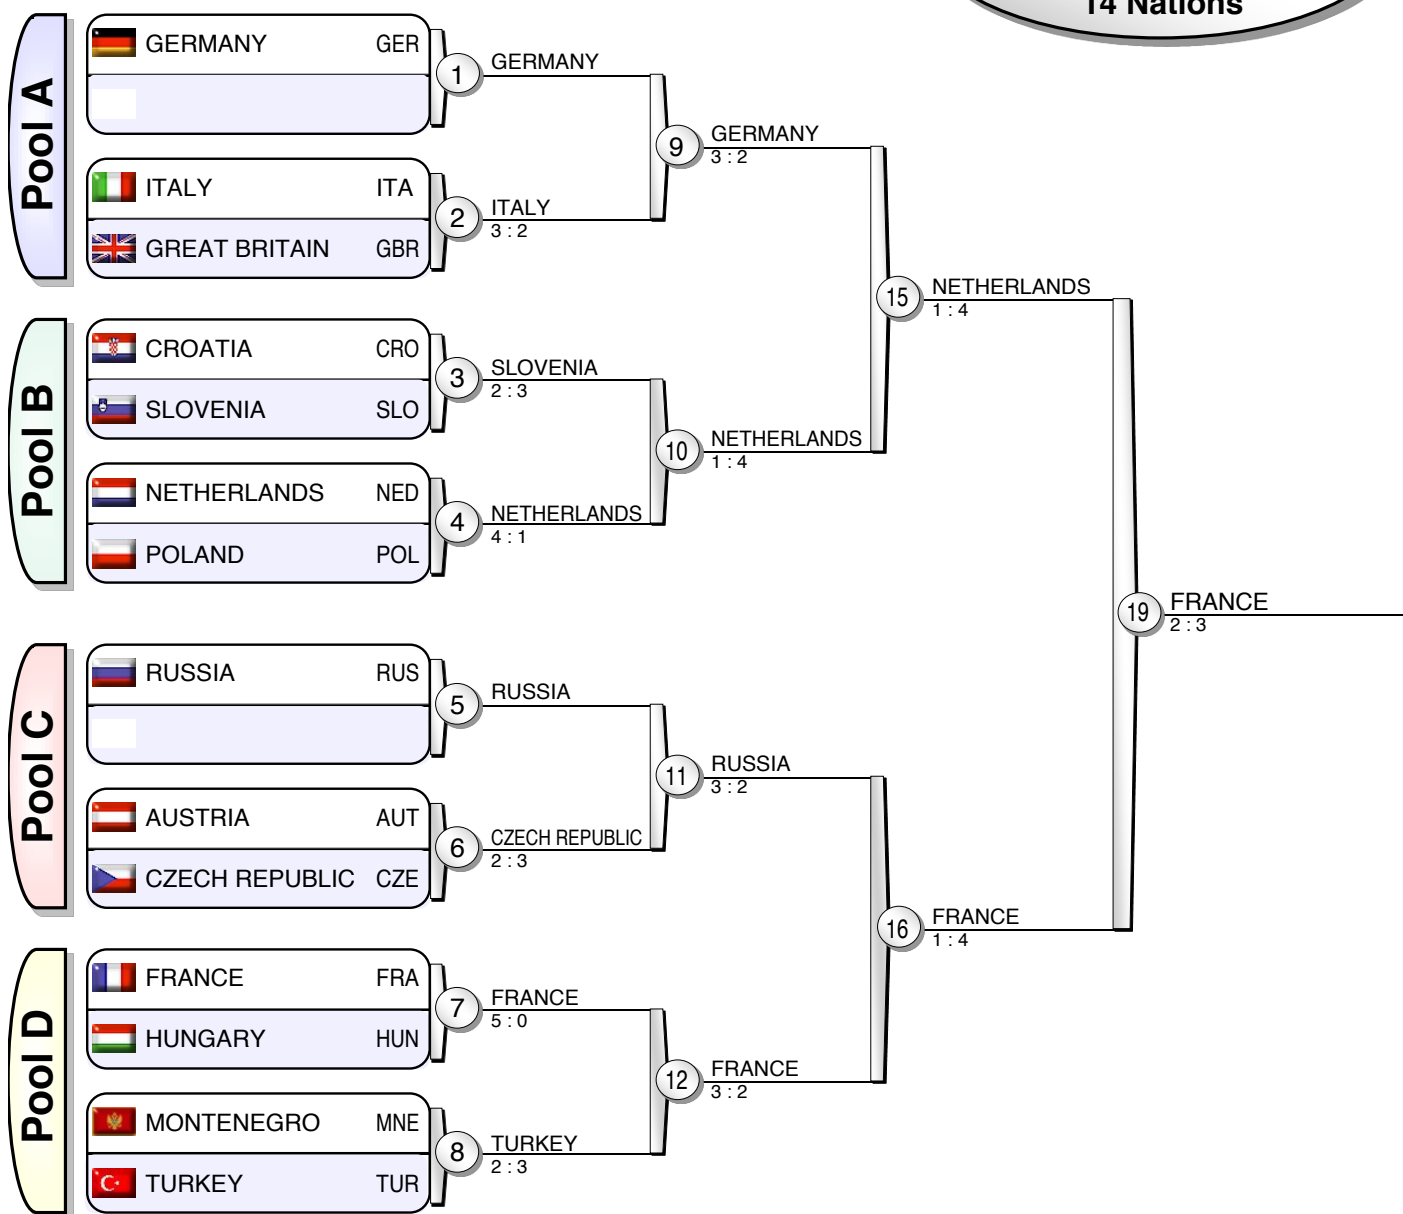 14 Nations
Pool A
GERMANY GER
ITALY ITA
GREAT BRITAIN GBR
Pool B
CROATIA CRO
SLOVENIA SLO
NETHERLANDS NED
POLAND POL
Pool C
RUSSIA RUS
AUSTRIA AUT
CZECH REPUBLIC CZE
Pool D
FRANCE FRA
HUNGARY HUN
MONTENEGRO MNE
TURKEY TUR
1 GERMANY
2 ITALY
3 : 2
3 SLOVENIA
2 : 3
4 NETHERLANDS
4 : 1
5 RUSSIA
6 CZECH REPUBLIC
2 : 3
7 FRANCE
5 : 0
8 TURKEY
2 : 3
9 GERMANY
3 : 2
10 NETHERLANDS
1 : 4
11 RUSSIA
3 : 2
12 FRANCE
3 : 2
15 NETHERLANDS
1 : 4
16 FRANCE
1 : 4
19 FRANCE
2 : 3